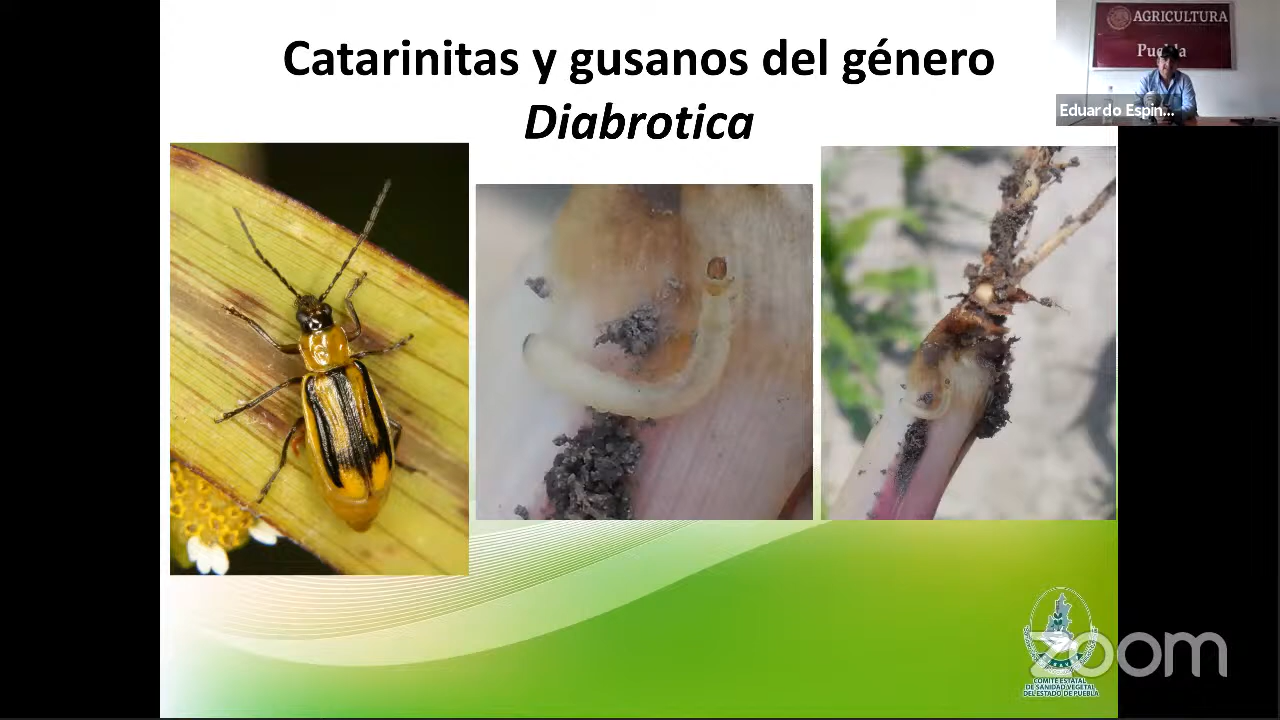 Catarinitas y gusanos del género
Diabrotica
AGRICULTURA
Puebla
Eduardo Espin...
zoom
COMITÉ ESTATAL
DE SANIDAD VEGETAL
DEL ESTADO DE PUEBLA